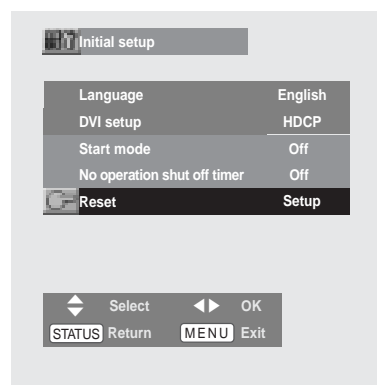 Initial setup
Language English
DVI setup HDCP
Start mode Off
No operation shut off timer Off
Reset Setup
Select OK
STATUS Return MENU Exit